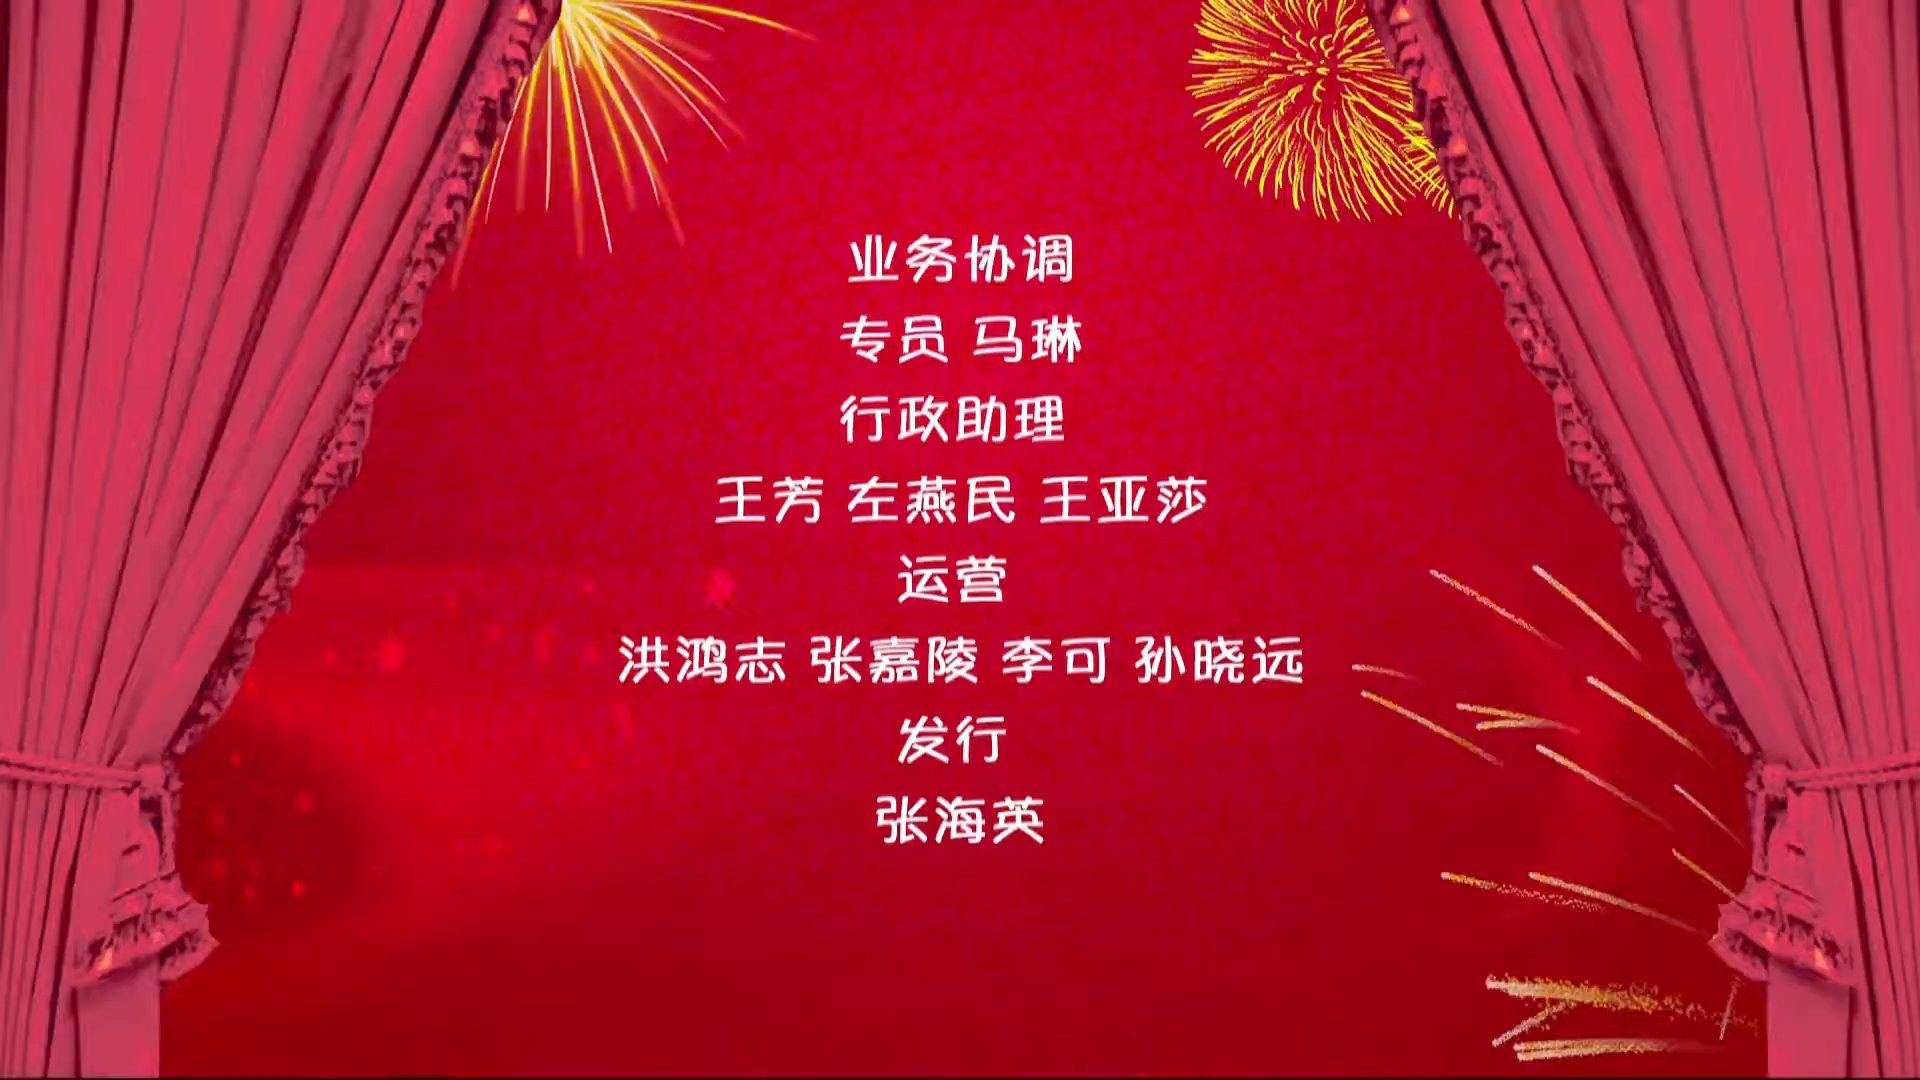 业务协调
专员 马琳
行政助理
王芳 左燕民 王亚莎
运营
洪鸿志 张嘉陵 李可 孙晓远
发行
张海英